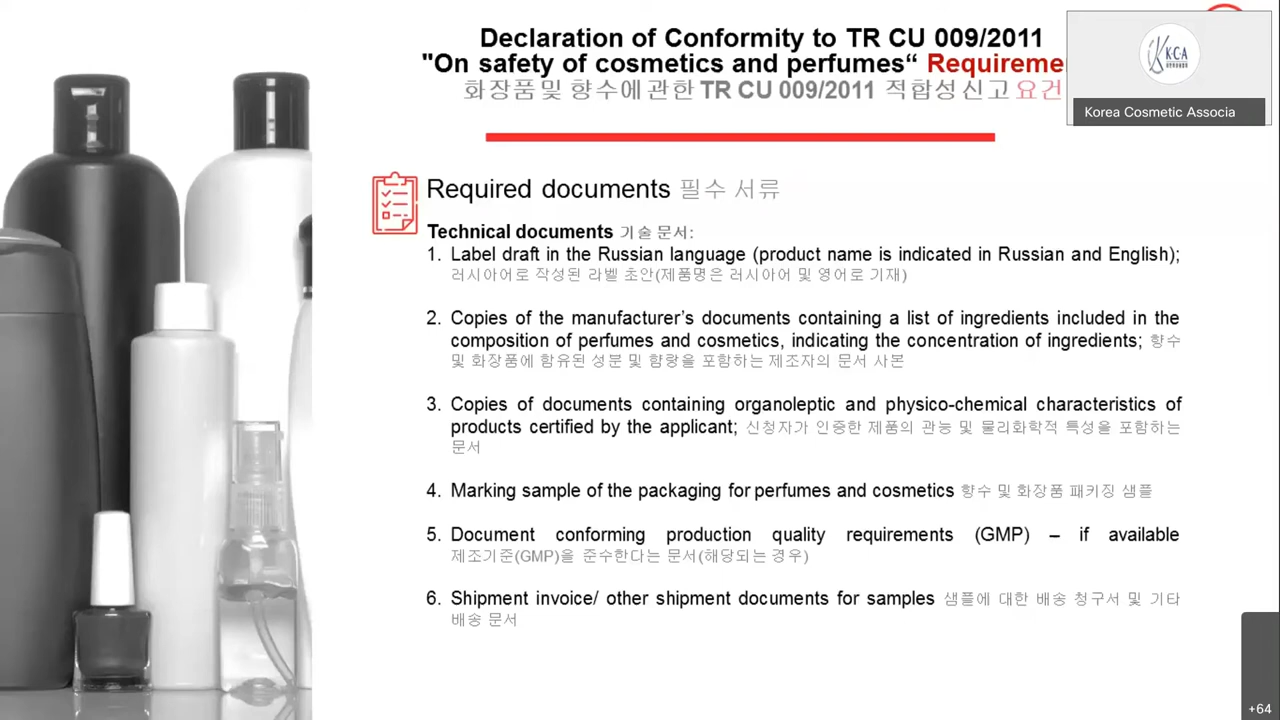 Declaration of Conformity to TR CU 009/2011
"On safety of cosmetics and perfumes“ Requireme
화장품 및 향수에 관한 TR CU 009/2011 적합성 신고 요건
KCA
Korea Cosmetic Associa
Required documents 필수 서류
Technical documents 기술 문서:
1. Label draft in the Russian language (product name is indicated in Russian and English);
러시아어로 작성된 라벨 초안(제품명은 러시아어 및 영어로 기재)
2. Copies of the manufacturer’s documents containing a list of ingredients included in the
composition of perfumes and cosmetics, indicating the concentration of ingredients; 향수
및 화장품에 함유된 성분 및 햠량을 포함하는 제조자의 문서 사본
3. Copies of documents containing organoleptic and physico-chemical characteristics of
products certified by the applicant; 신청자가 인증한 제품의 관능 및 물리화학적 특성을 포함하는
문서
4. Marking sample of the packaging for perfumes and cosmetics 향수 및 화장품 패키징 샘플
5. Document conforming production quality requirements (GMP) – if available
제조기준(GMP)을 준수한다는 문서(해당되는 경우)
6. Shipment invoice/ other shipment documents for samples 샘플에 대한 배송 청구서 및 기타
배송 문서
+64